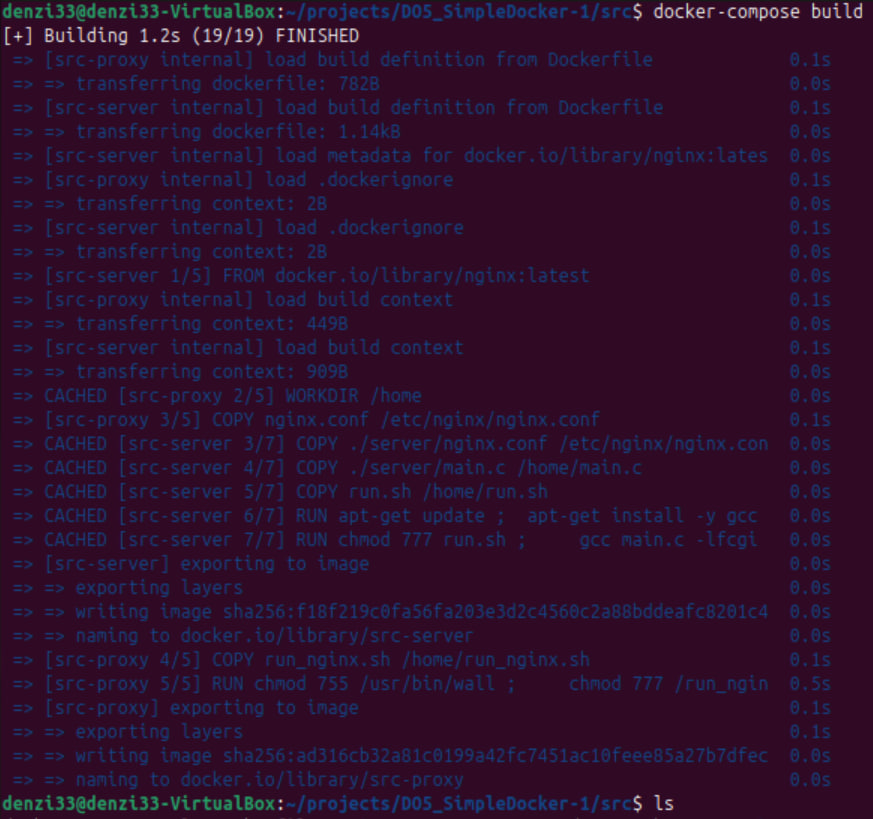 denzi33@denzi33-VirtualBox:~/projects/DO5_SimpleDocker-1/src$ docker-compose build
[+] Building 1.2s (19/19) FINISHED
=> [src-proxy internal] load build definition from Dockerfile 0.1s
=> => transferring dockerfile: 782B 0.0s
=> [src-server internal] load build definition from Dockerfile 0.1s
=> => transferring dockerfile: 1.14kB 0.0s
=> [src-server internal] load metadata for docker.io/library/nginx:lates 0.0s
=> [src-proxy internal] load .dockerignore 0.1s
=> => transferring context: 2B 0.0s
=> [src-server internal] load .dockerignore 0.1s
=> => transferring context: 2B 0.0s
=> [src-server 1/5] FROM docker.io/library/nginx:latest 0.0s
=> [src-proxy internal] load build context 0.1s
=> => transferring context: 449B 0.0s
=> [src-server internal] load build context 0.1s
=> => transferring context: 909B 0.0s
=> CACHED [src-proxy 2/5] WORKDIR /home 0.0s
=> [src-proxy 3/5] COPY nginx.conf /etc/nginx/nginx.conf 0.1s
=> CACHED [src-server 3/7] COPY ./server/nginx.conf /etc/nginx/nginx.con 0.0s
=> CACHED [src-server 4/7] COPY ./server/main.c /home/main.c 0.0s
=> CACHED [src-server 5/7] COPY run.sh /home/run.sh 0.0s
=> CACHED [src-server 6/7] RUN apt-get update ;  apt-get install -y gcc 0.0s
=> CACHED [src-server 7/7] RUN chmod 777 run.sh ;     gcc main.c -lfcgi 0.0s
=> [src-server] exporting to image 0.0s
=> => exporting layers 0.0s
=> => writing image sha256:f18f219c0fa56fa203e3d2c4560c2a88bddeafc8201c4 0.0s
=> => naming to docker.io/library/src-server 0.0s
=> [src-proxy 4/5] COPY run_nginx.sh /home/run_nginx.sh 0.1s
=> [src-proxy 5/5] RUN chmod 755 /usr/bin/wall ;     chmod 777 /run_ngin 0.5s
=> [src-proxy] exporting to image 0.1s
=> => exporting layers 0.1s
=> => writing image sha256:ad316cb32a81c0199a42fc7451ac10feee85a27b7dfec 0.0s
=> => naming to docker.io/library/src-proxy 0.0s
denzi33@denzi33-VirtualBox:~/projects/DO5_SimpleDocker-1/src$ ls